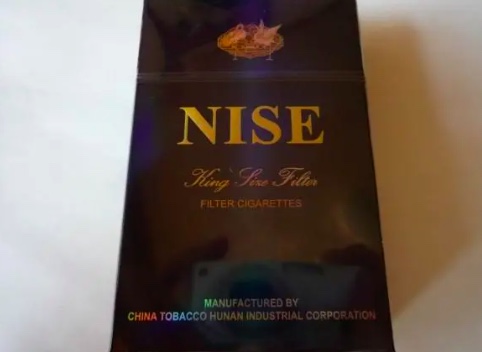 NISE
King Size Filter
FILTER CIGARETTES
MANUFACTURED BY
CHINA TOBACCO HUNAN INDUSTRIAL CORPORATION